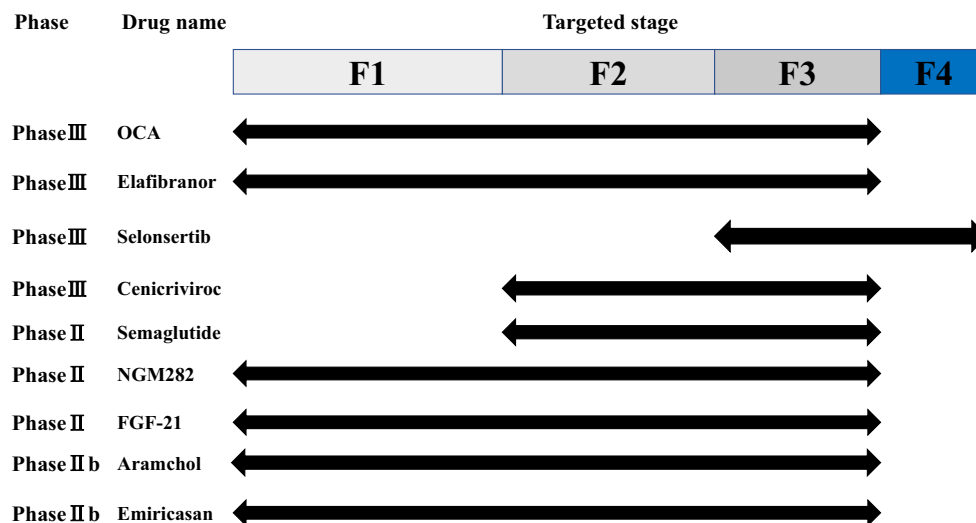 Phase Drug name Targeted stage
F1 F2 F3 F4
PhaseⅢ OCA
PhaseⅢ Elafibranor
PhaseⅢ Selonsertib
PhaseⅢ Cenicriviroc
PhaseⅡ Semaglutide
PhaseⅡ NGM282
PhaseⅡ FGF-21
PhaseⅡb Aramchol
PhaseⅡb Emiricasan